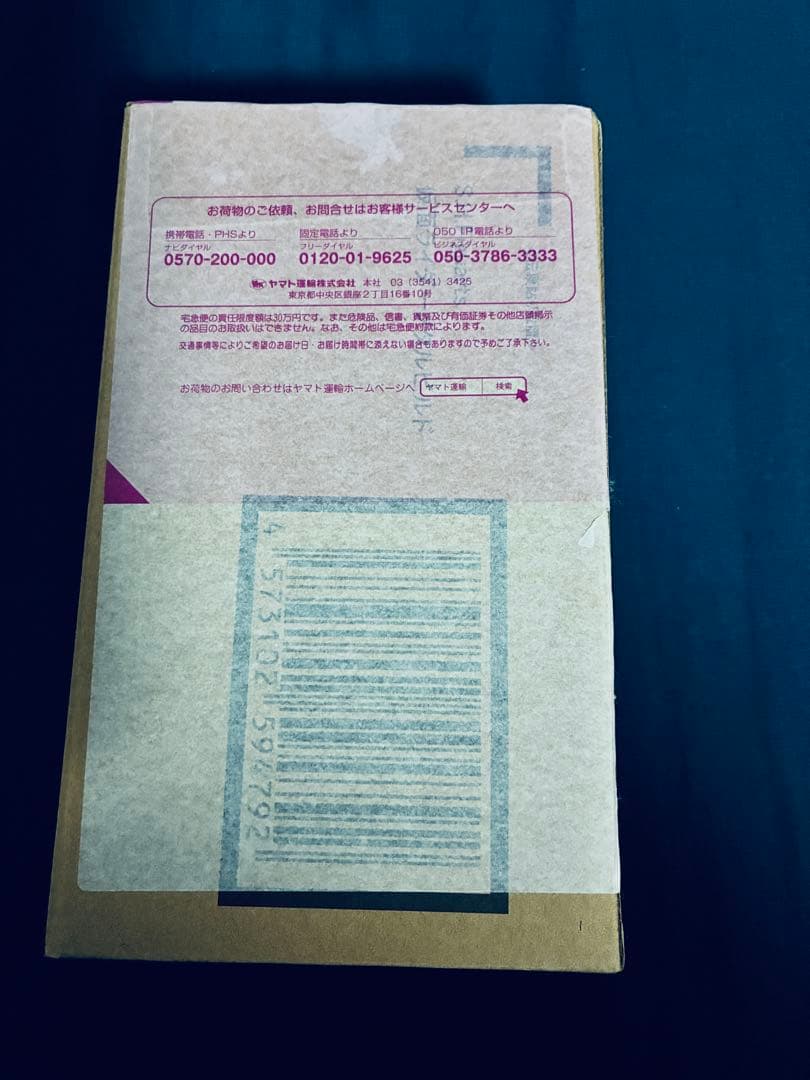 お荷物のご依頼、お問合せはお客様サービスセンターへ
携帯電話・PHSより
ナビダイヤル
0570-200-000
固定電話より
フリーダイヤル
0120-01-9625
050 IP電話より
ビジネスダイヤル
050-3786-3333
ヤマト運輸株式会社 本社 03(3541)3425
東京都中央区銀座2丁目16番10号
宅急便の責任限度額は30万円です。また危険品、信書、貨幣及び有価証券その他店頭掲示
の品目のお取扱いはできません。なお、その他は宅急便約款によります。
交通事情等によりご希望のお届け日・お届け時間帯に添えない場合もありますので予めご了承下さい。
お荷物のお問い合わせはヤマト運輸ホームページへ ヤマト運輸 検索
4 573102 594792